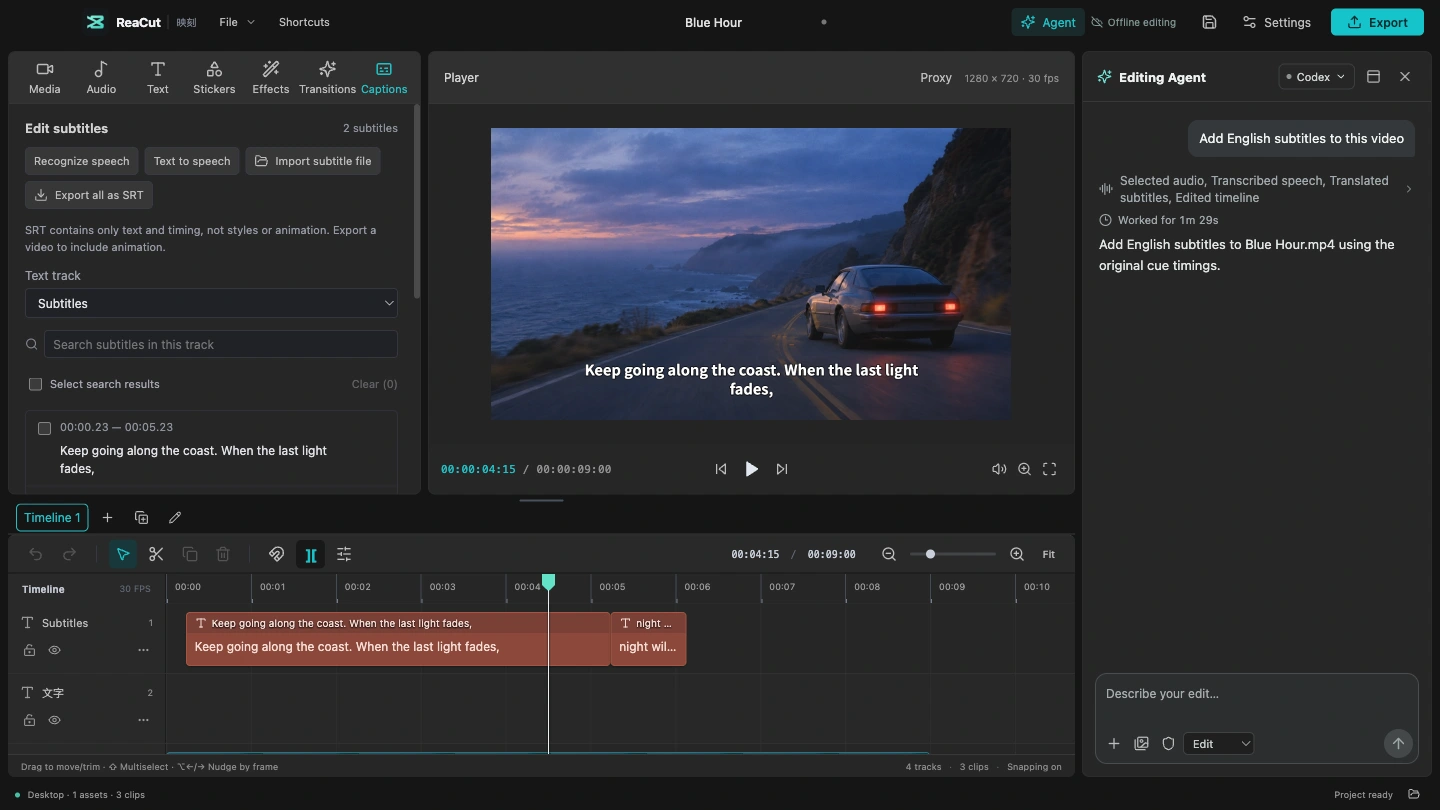 ReaCut 映刻 File Shortcuts
Blue Hour
Agent Offline editing Settings Export
Media Audio Text Stickers Effects Transitions Captions
Edit subtitles 2 subtitles
Recognize speech Text to speech Import subtitle file
Export all as SRT
SRT contains only text and timing, not styles or animation. Export a
video to include animation.
Text track
Subtitles
Search subtitles in this track
Select search results Clear (0)
00:00.23 — 00:05.23
Keep going along the coast. When the last light
fades,
Player Proxy 1280 × 720 · 30 fps
Keep going along the coast. When the last light
fades,
00:00:04:15 / 00:00:09:00
Editing Agent Codex
Add English subtitles to this video
Selected audio, Transcribed speech, Translated
subtitles, Edited timeline
Worked for 1m 29s
Add English subtitles to Blue Hour.mp4 using the
original cue timings.
Describe your edit...
Edit
Timeline 1
00:04:15 / 00:09:00 Fit
Timeline 30 FPS 00:00 00:01 00:02 00:03 00:04 00:05 00:06 00:07 00:08 00:09 00:10
Subtitles 1
Keep going along the coast. When the last light fades, night ...
Keep going along the coast. When the last light fades, night wil...
文字 2
Drag to move/trim · ⇧ Multiselect · ⌥←/→ Nudge by frame 4 tracks · 3 clips · Snapping on
Desktop · 1 assets · 3 clips Project ready